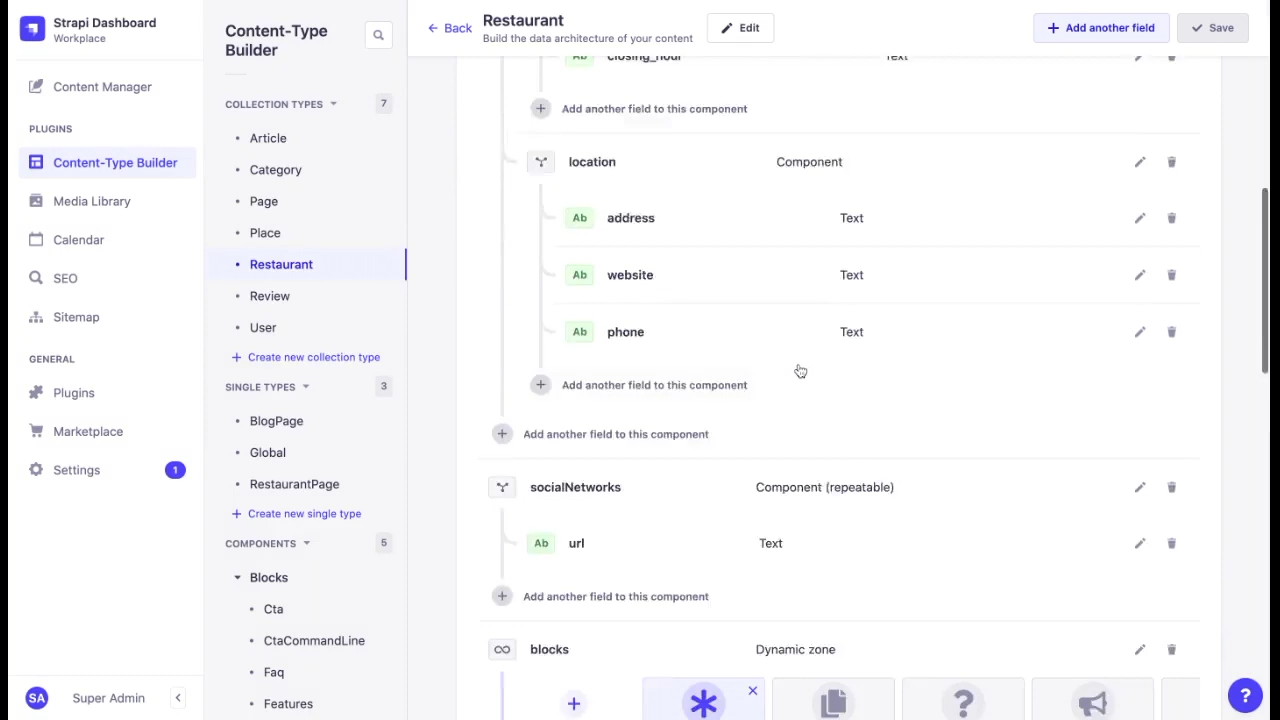 Strapi Dashboard
Workplace
Content Manager
PLUGINS
Content-Type Builder
Media Library
Calendar
SEO
Sitemap
GENERAL
Plugins
Marketplace
Settings
1
SA
Super Admin
Content-Type
Builder
COLLECTION TYPES
7
Article
Category
Page
Place
Restaurant
Review
User
Create new collection type
SINGLE TYPES
3
BlogPage
Global
RestaurantPage
Create new single type
COMPONENTS
5
Blocks
Cta
CtaCommandLine
Faq
Features
Back
Restaurant
Build the data architecture of your content
Edit
Add another field
Save
Ab closing_hour Text
Add another field to this component
location Component
Ab address Text
Ab website Text
Ab phone Text
Add another field to this component
Add another field to this component
socialNetworks Component (repeatable)
Ab url Text
Add another field to this component
blocks Dynamic zone
?
?